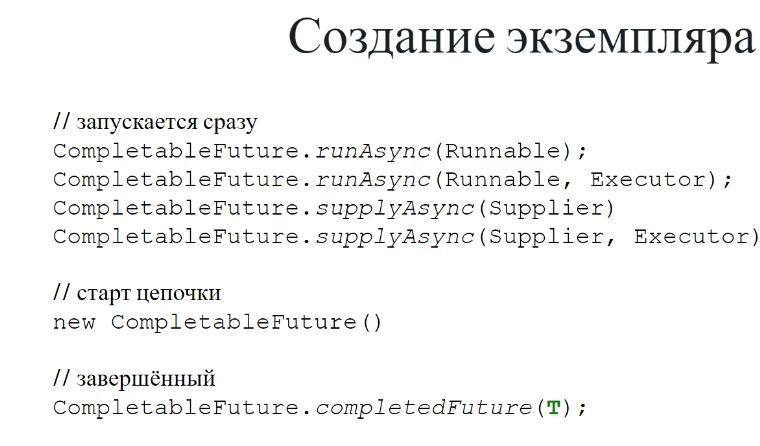 Создание экземпляра
// запускается сразу
CompletableFuture.runAsync(Runnable);
CompletableFuture.runAsync(Runnable, Executor);
CompletableFuture.supplyAsync(Supplier)
CompletableFuture.supplyAsync(Supplier, Executor)
// старт цепочки
new CompletableFuture()
// завершённый
CompletableFuture.completedFuture(T);